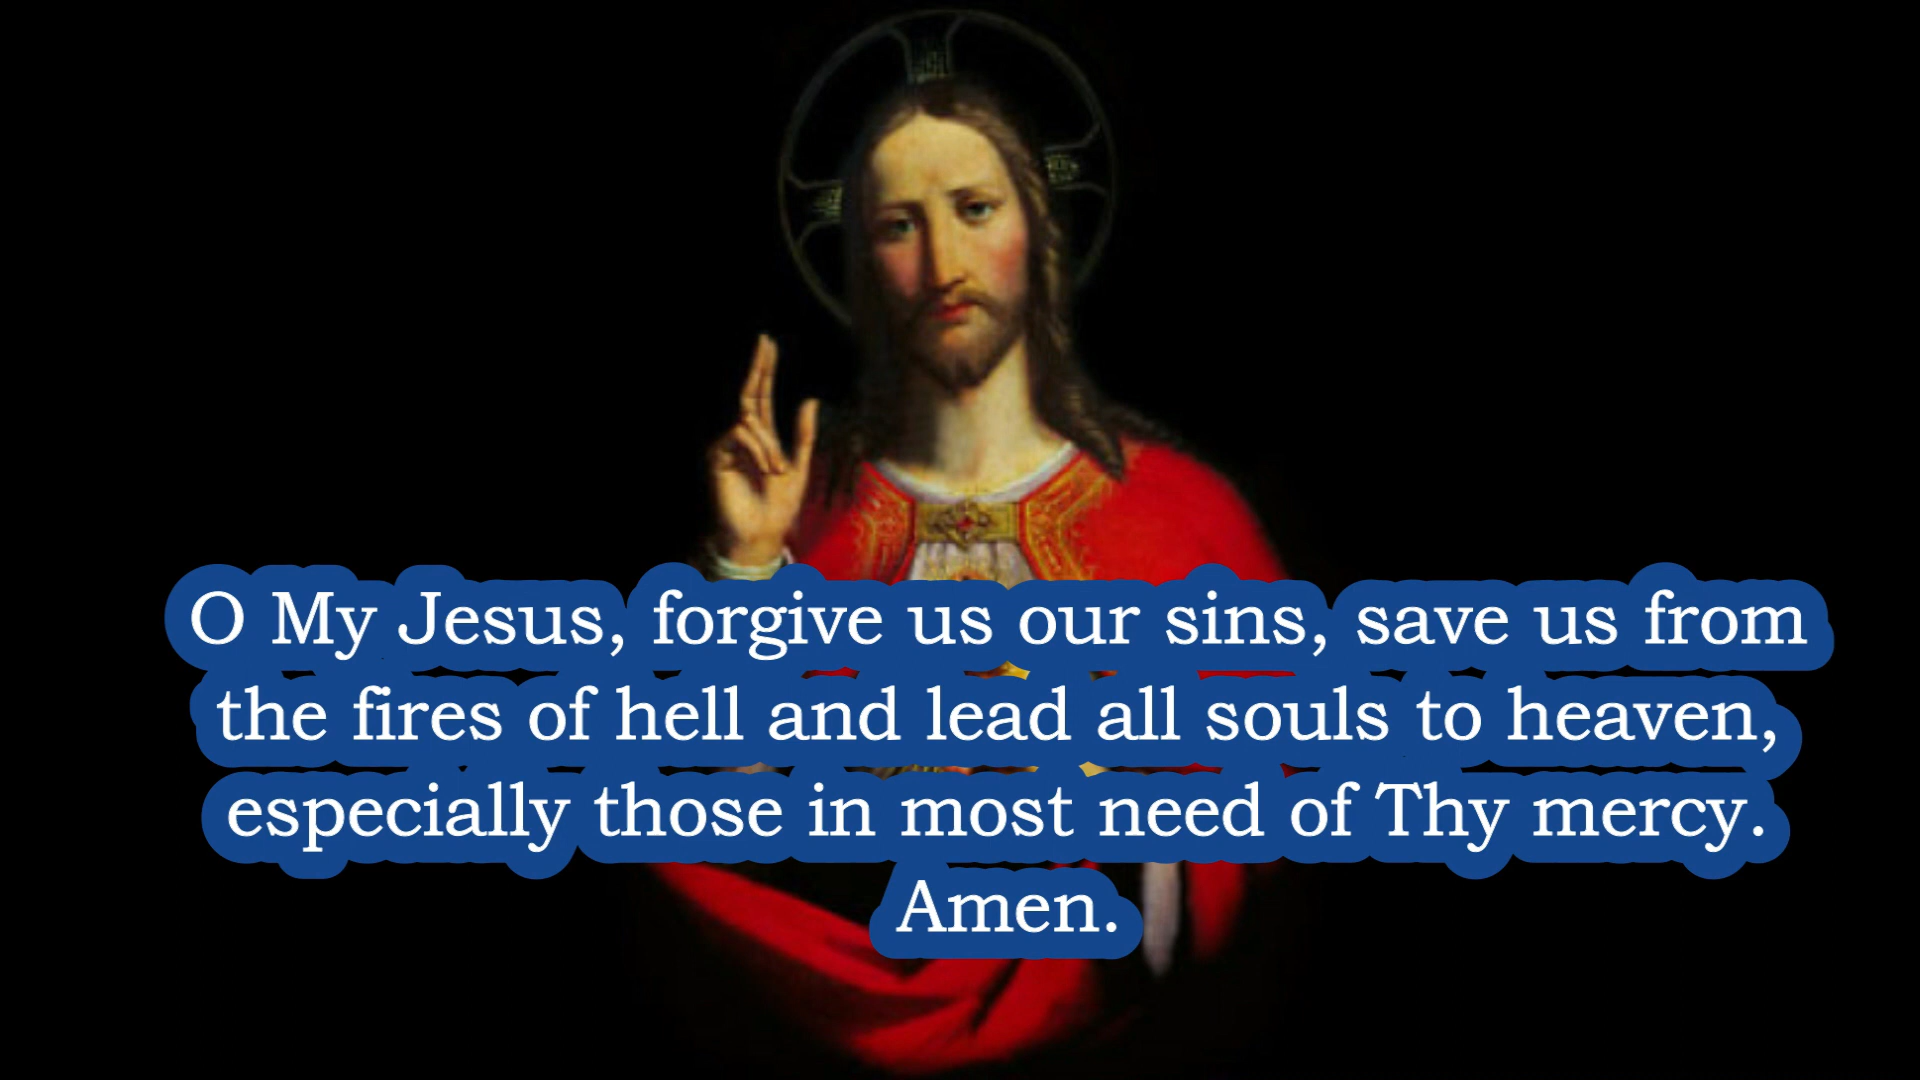 O My Jesus, forgive us our sins, save us from
the fires of hell and lead all souls to heaven,
especially those in most need of Thy mercy.
Amen.